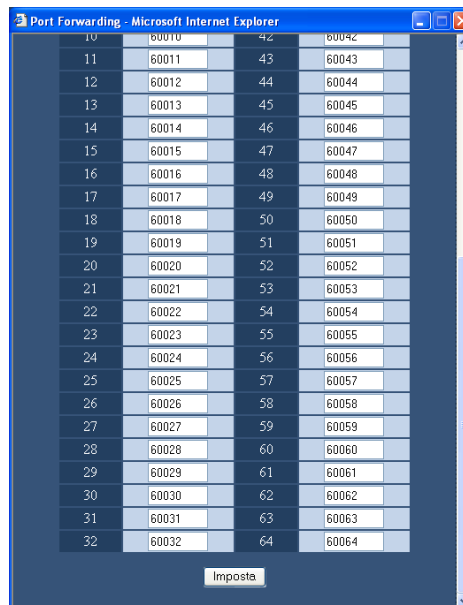 Port Forwarding - Microsoft Internet Explorer
10 60010 42 60042
11 60011 43 60043
12 60012 44 60044
13 60013 45 60045
14 60014 46 60046
15 60015 47 60047
16 60016 48 60048
17 60017 49 60049
18 60018 50 60050
19 60019 51 60051
20 60020 52 60052
21 60021 53 60053
22 60022 54 60054
23 60023 55 60055
24 60024 56 60056
25 60025 57 60057
26 60026 58 60058
27 60027 59 60059
28 60028 60 60060
29 60029 61 60061
30 60030 62 60062
31 60031 63 60063
32 60032 64 60064
Imposta